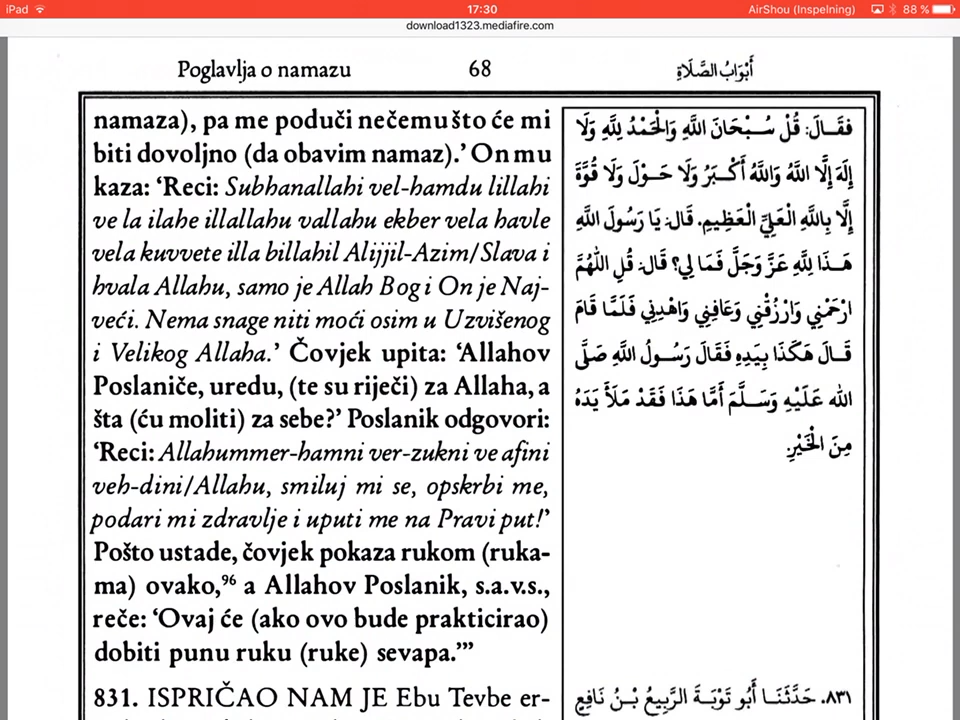 iPad 17:30 AirShou (Inspelning) 88 %
download1323.mediafire.com
Poglavlja o namazu 68 أَبْوَابُ الصَّلَاةِ
namaza), pa me poduči nečemu što će mi
biti dovoljno (da obavim namaz).’ On mu
kaza: ‘Reci: Subhanallahi vel-hamdu lillahi
ve la ilahe illallahu vallahu ekber vela havle
vela kuvvete illa billahil Alijjil-Azim/Slava i
hvala Allahu, samo je Allah Bog i On je Naj-
veći. Nema snage niti moći osim u Uzvišenog
i Velikog Allaha.’ Čovjek upita: ‘Allahov
Poslaniče, uredu, (te su riječi) za Allaha, a
šta (ću moliti) za sebe?’ Poslanik odgovori:
‘Reci: Allahummer-hamni ver-zukni ve afini
veh-dini/Allahu, smiluj mi se, opskrbi me,
podari mi zdravlje i uputi me na Pravi put!’
Pošto ustade, čovjek pokaza rukom (ruka-
ma) ovako,96 a Allahov Poslanik, s.a.v.s.,
reče: ‘Ovaj će (ako ovo bude prakticirao)
dobiti punu ruku (ruke) sevapa.’”
831. ISPRIČAO NAM JE Ebu Tevbe er-
فَقَالَ: قُلْ سُبْحَانَ اللَّهِ وَالْحَمْدُ لِلَّهِ وَلَا
إِلَهَ إِلَّا اللَّهُ وَاللَّهُ أَكْبَرُ وَلَا حَوْلَ وَلَا قُوَّةَ
إِلَّا بِاللَّهِ الْعَلِيِّ الْعَظِيمِ. قَالَ: يَا رَسُولَ اللَّهِ
هَذَا لِلَّهِ عَزَّ وَجَلَّ فَمَا لِي؟ قَالَ: قُلِ اللَّهُمَّ
ارْحَمْنِي وَارْزُقْنِي وَعَافِنِي وَاهْدِنِي فَلَمَّا قَامَ
قَالَ هَكَذَا بِيَدِهِ فَقَالَ رَسُولُ اللَّهِ صَلَّى
الله عَلَيْهِ وَسَلَّمَ أَمَّا هَذَا فَقَدْ مَلَأَ يَدَهُ
مِنَ الْخَيْرِ.
٨٣١. حَدَّثَنَا أَبُو تَوْبَةَ الرَّبِيعُ بْنُ نَافِعٍ